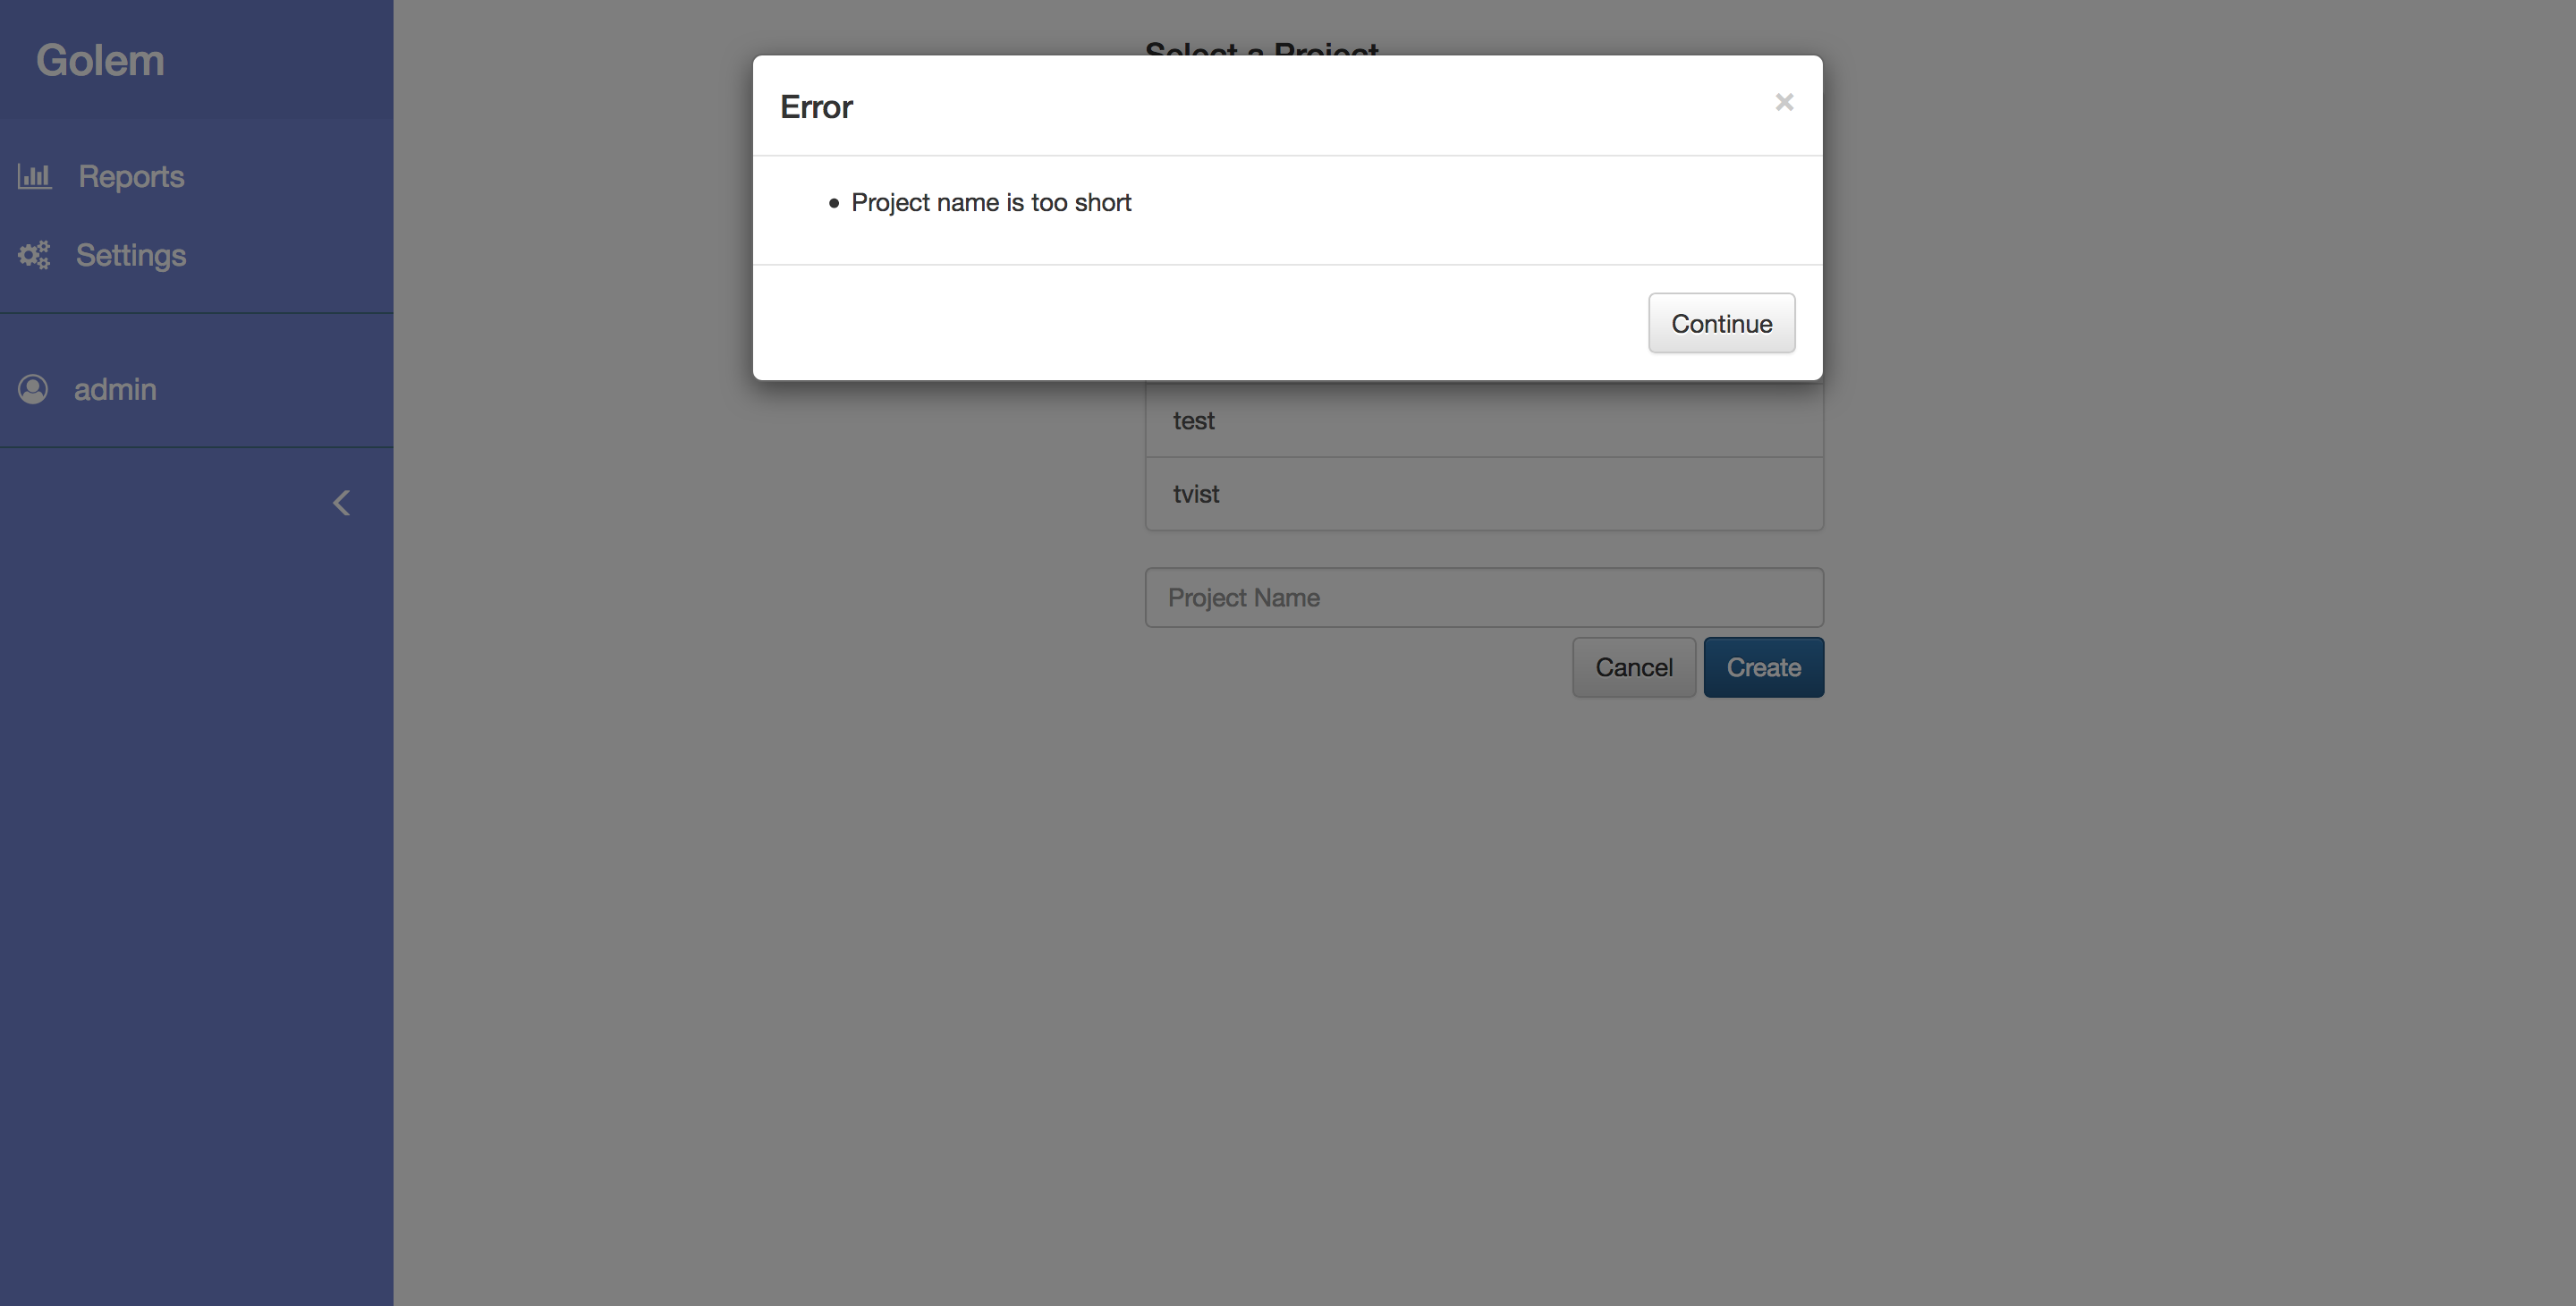 Golem
Reports
Settings
admin
Select a Project
Error
×
• Project name is too short
Continue
test
tvist
Project Name
Cancel
Create